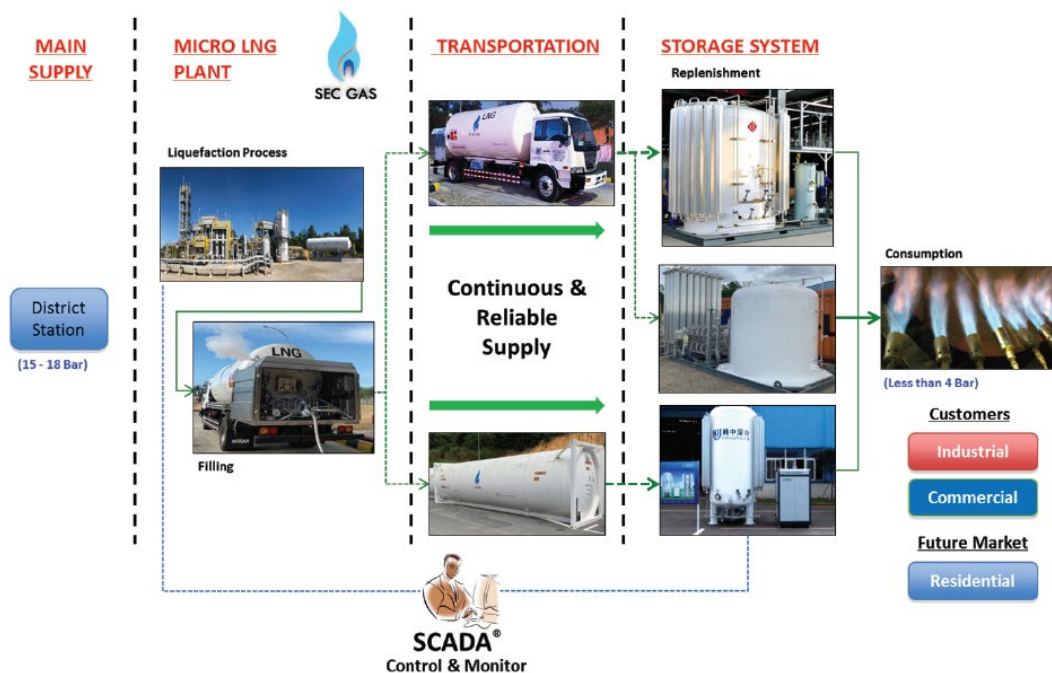 MAIN
SUPPLY
MICRO LNG
PLANT
SEC GAS
TRANSPORTATION
STORAGE SYSTEM
Replenishment
Liquefaction Process
LNG
District
Station
(15 - 18 Bar)
LNG
NISSAN
Filling
Continuous &
Reliable
Supply
Consumption
(Less than 4 Bar)
Customers
Industrial
Commercial
Future Market
Residential
SCADA®
Control & Monitor